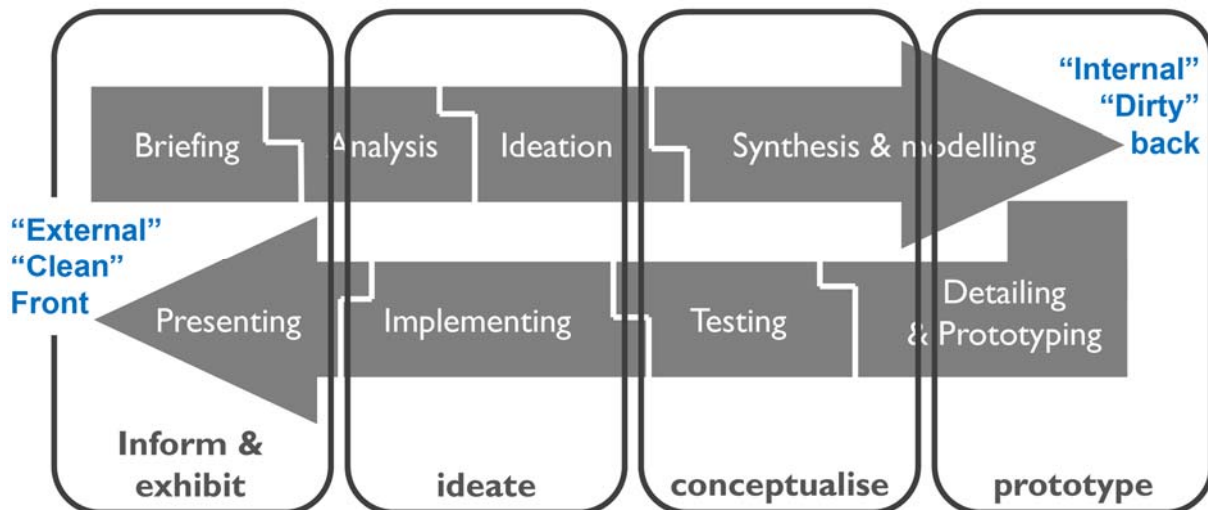 Briefing
Analysis
Ideation
Synthesis & modelling
“Internal”
“Dirty”
back
“External”
“Clean”
Front
Presenting
Implementing
Testing
Detailing
& Prototyping
Inform &
exhibit
ideate
conceptualise
prototype